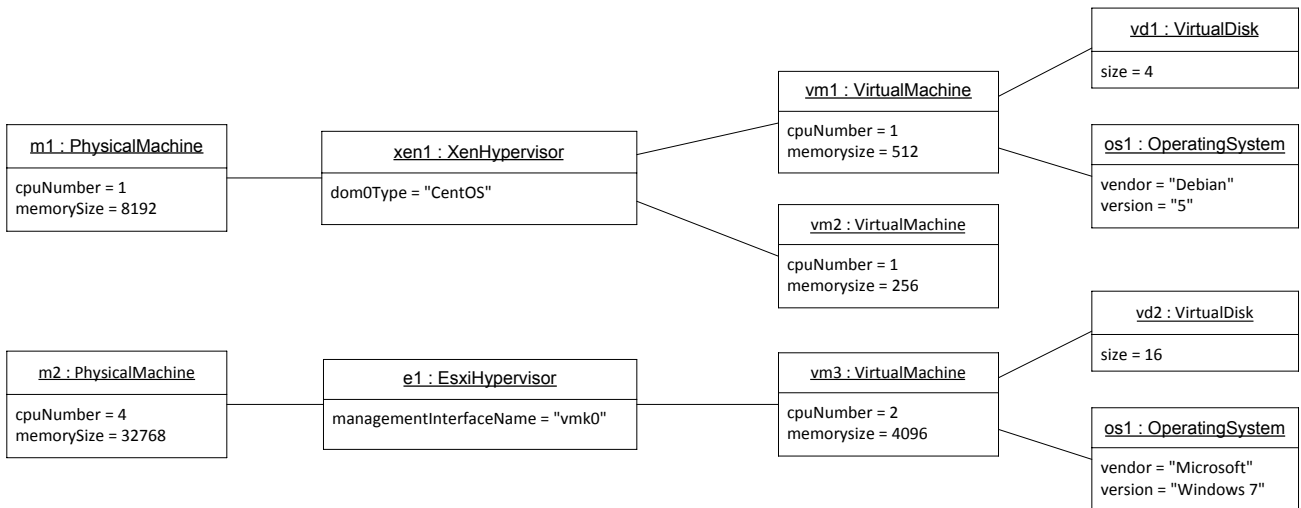 vd1 : VirtualDisk
size = 4
vm1 : VirtualMachine
cpuNumber = 1
memorysize = 512
m1 : PhysicalMachine
cpuNumber = 1
memorySize = 8192
xen1 : XenHypervisor
dom0Type = "CentOS"
os1 : OperatingSystem
vendor = "Debian"
version = "5"
vm2 : VirtualMachine
cpuNumber = 1
memorysize = 256
vd2 : VirtualDisk
size = 16
m2 : PhysicalMachine
cpuNumber = 4
memorySize = 32768
e1 : EsxiHypervisor
managementInterfaceName = "vmk0"
vm3 : VirtualMachine
cpuNumber = 2
memorysize = 4096
os1 : OperatingSystem
vendor = "Microsoft"
version = "Windows 7"